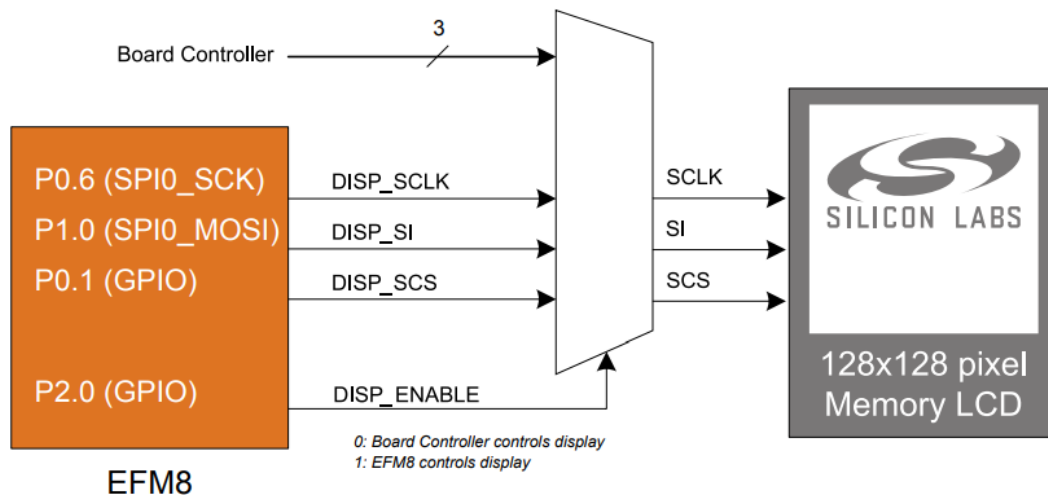 3
Board Controller
P0.6 (SPI0_SCK)
DISP_SCLK
SCLK
P1.0 (SPI0_MOSI)
DISP_SI
SI
P0.1 (GPIO)
DISP_SCS
SCS
SILICON LABS
P2.0 (GPIO)
DISP_ENABLE
128x128 pixel
Memory LCD
0: Board Controller controls display
1: EFM8 controls display
EFM8